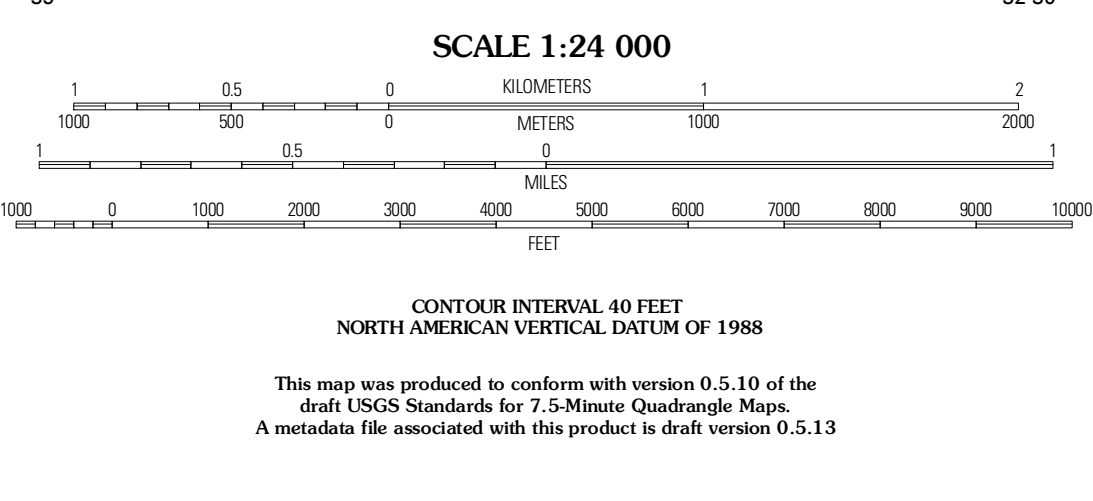 SCALE 1:24 000
1 0.5 0 KILOMETERS 1 2
1000 500 0 METERS 1000 2000
1 0.5 0 1
MILES
1000 0 1000 2000 3000 4000 5000 6000 7000 8000 9000 10000
FEET
CONTOUR INTERVAL 40 FEET
NORTH AMERICAN VERTICAL DATUM OF 1988
This map was produced to conform with version 0.5.10 of the
draft USGS Standards for 7.5-Minute Quadrangle Maps.
A metadata file associated with this product is draft version 0.5.13